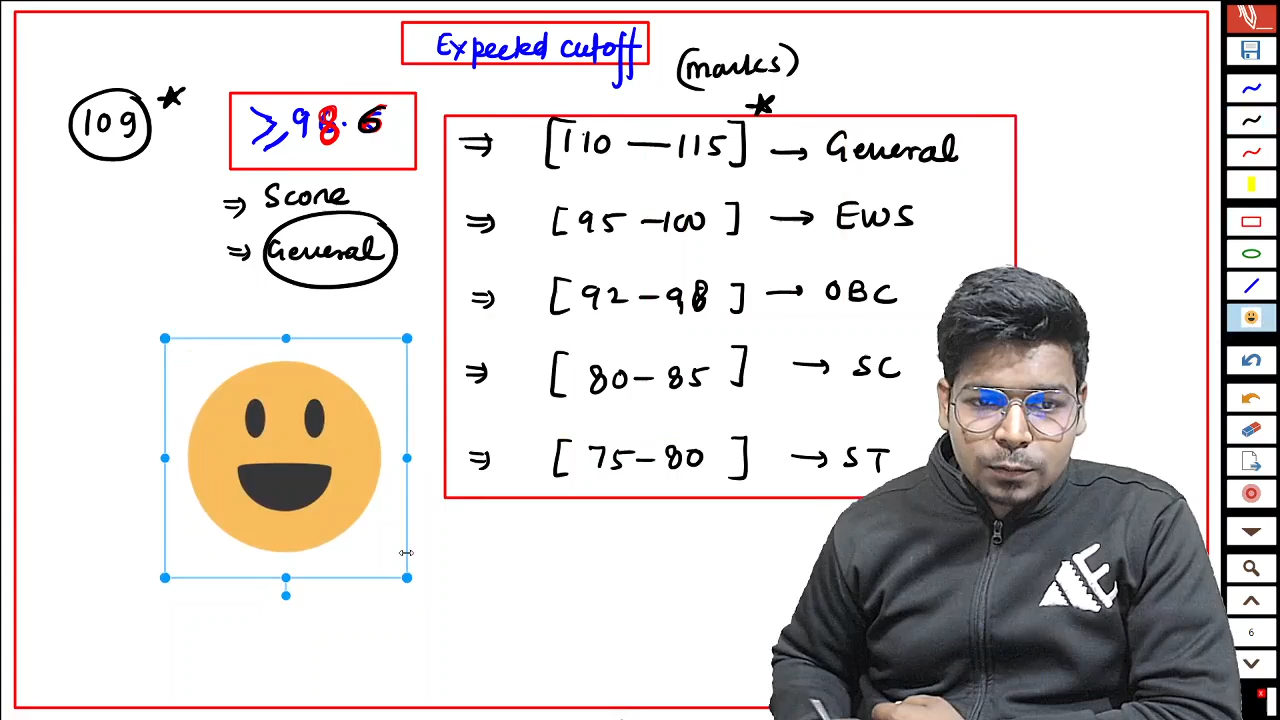 Expected cutoff
(marks)
109 *
≥98.6
⇒ Score
⇒ General
*
⇒ [110 — 115] → General
⇒ [95 - 100] → EWS
⇒ [92 - 98] → OBC
⇒ [80 - 85] → SC
⇒ [75 - 80] → ST
6